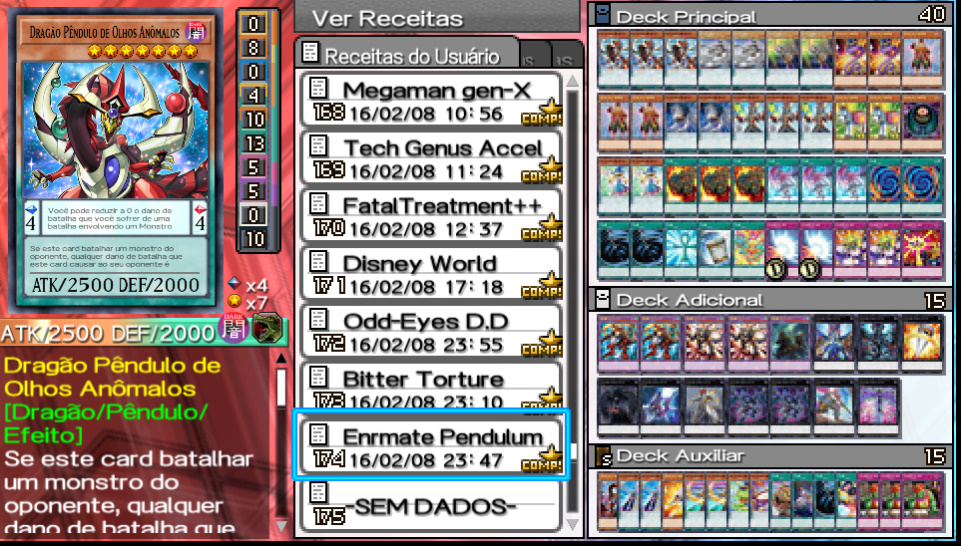 DRAGÃO PÊNDULO DE OLHOS ANÔMALOS
4
Você pode reduzir a 0 o dano de
batalha que você sofrer de uma
batalha envolvendo um Monstro
4
Se este card batalhar um monstro do
oponente, qualquer dano de batalha que
este card causar ao seu oponente é
ATK/2500 DEF/2000
0
8
0
4
10
13
5
5
0
10
x4
x7
ATK/2500 DEF/2000
DARK
闇
Dragão Pêndulo de
Olhos Anômalos
[Dragão/Pêndulo/
Efeito]
Se este card batalhar
um monstro do
oponente, qualquer
dano de batalha que
Ver Receitas
Receitas do Usuário
Megaman gen-X
168 16/02/08 10:56 COMP!
Tech Genus Accel
169 16/02/08 11:24 COMP!
FatalTreatment++
170 16/02/08 12:37 COMP!
Disney World
171 16/02/08 17:18 COMP!
Odd-Eyes D.D
172 16/02/08 23:55 COMP!
Bitter Torture
173 16/02/08 23:10 COMP!
Enrmate Pendulum
174 16/02/08 23:47 COMP!
175 -SEM DADOS-
Deck Principal 40
Deck Adicional 15
S Deck Auxiliar 15